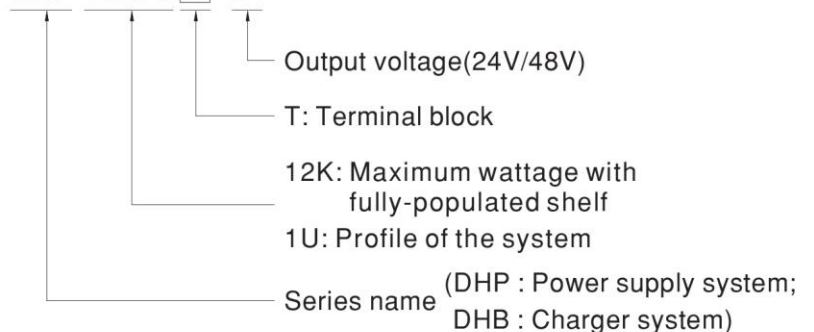 Output voltage(24V/48V)
T: Terminal block
12K: Maximum wattage with
fully-populated shelf
1U: Profile of the system
Series name (DHP : Power supply system;
DHB : Charger system)